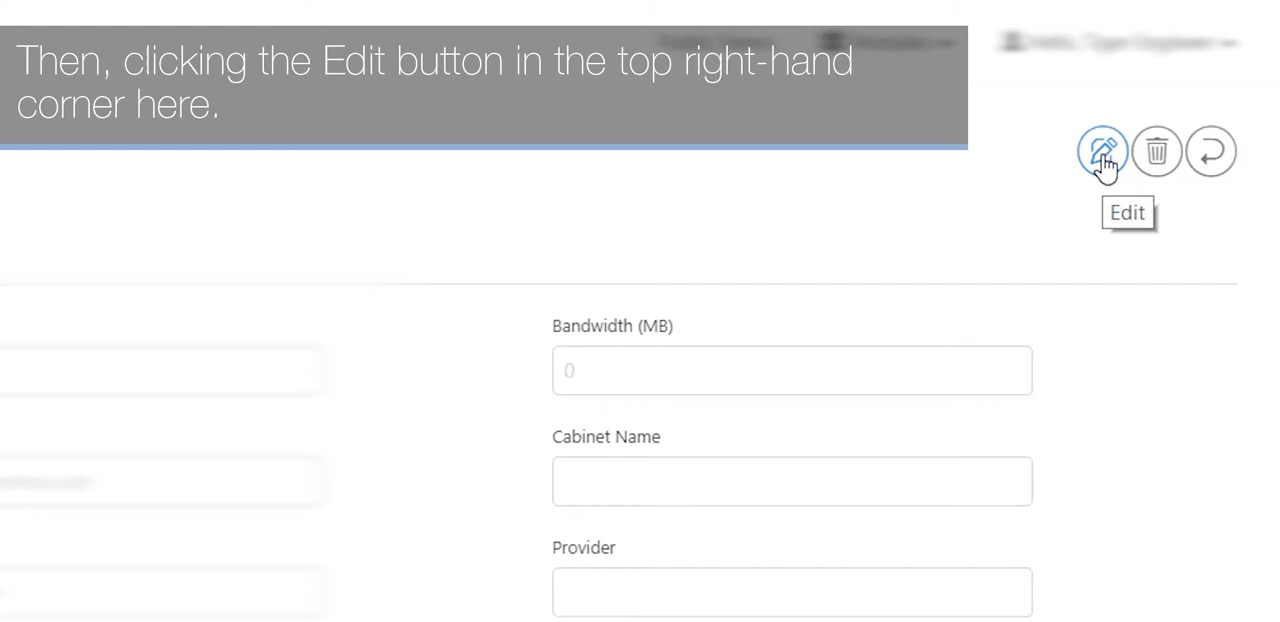 Then, clicking the Edit button in the top right-hand
corner here.
Edit
Bandwidth (MB)
0
Cabinet Name
Provider